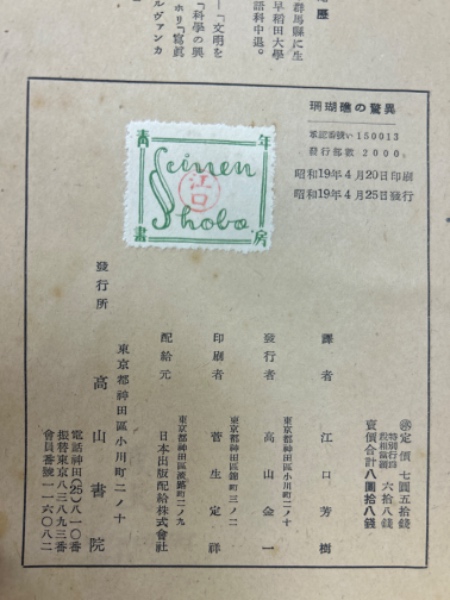 歷
群馬縣に生
早稻田大學
語科中退。
『文明を
『科學の興
ホリ『寫眞
ルヴァンカ
珊瑚礁の驚異
承認番號い 150013
發行部數 2000。
昭和19年4月20日印刷
昭和19年4月25日發行
青年
Seinen
江口
Shobo.
書房
㊕定價 七圓五拾錢
特別行爲税相當額 六拾八錢
賣價合計八圓拾八錢
譯者 江口芳樹
東京都神田區小川町二ノ十
發行者 高山金一
東京都神田區錦町三ノ二
印刷者 菅生定祥
東京都神田區淡路町二ノ九
配給元 日本出版配給株式會社
東京都神田區小川町二ノ十
發行所 高山書院
電話神田(25)八一〇番
振替東京八三八九三番
會員番號一一六〇八二